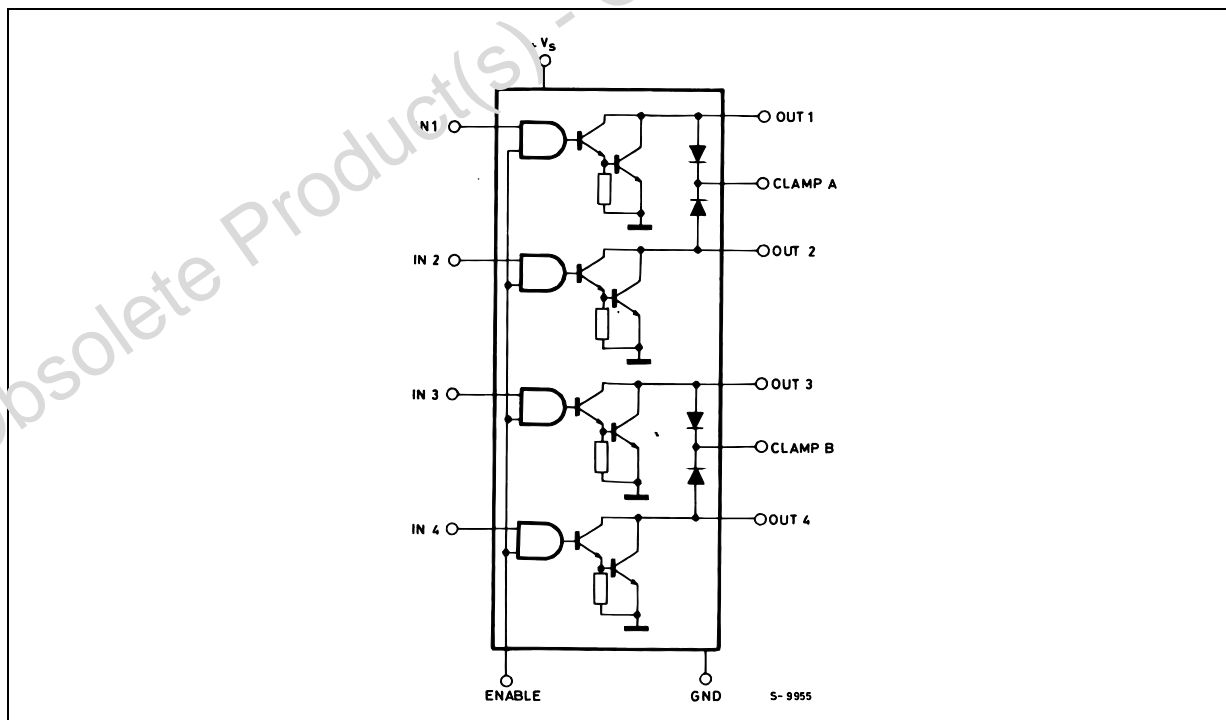 Obsolete Product(s) -
Vs
IN1
OUT 1
CLAMP A
IN 2
OUT 2
IN 3
OUT 3
CLAMP B
IN 4
OUT 4
ENABLE
GND
S-9955